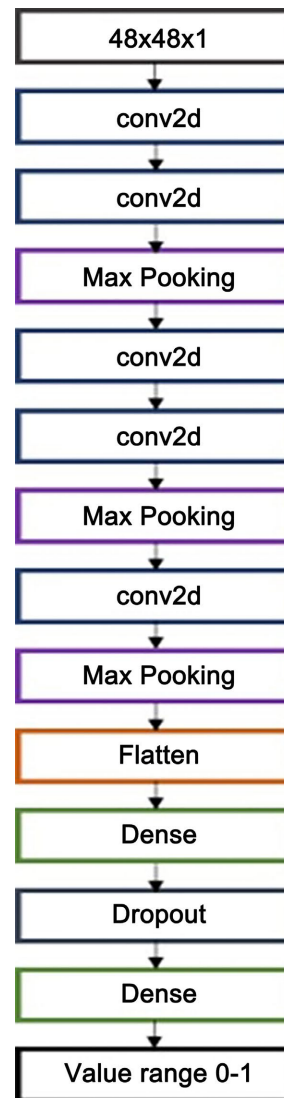 48x48x1
conv2d
conv2d
Max Pooking
conv2d
conv2d
Max Pooking
conv2d
Max Pooking
Flatten
Dense
Dropout
Dense
Value range 0-1